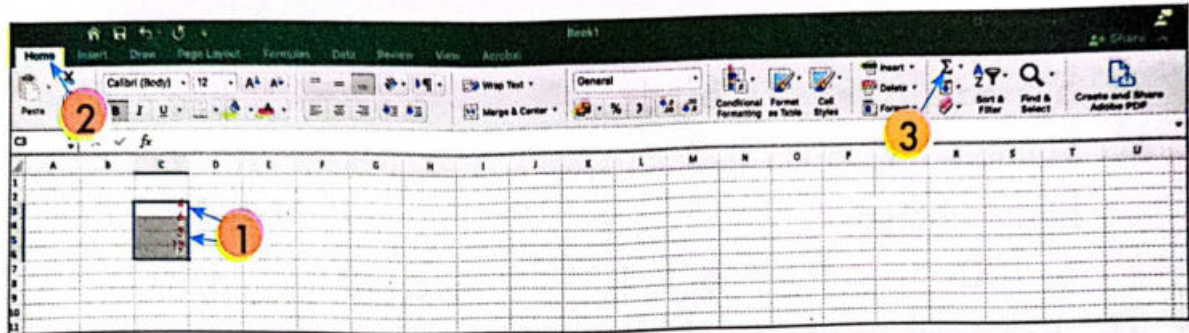 Book1
Home Insert Draw Page Layout Formulas Data Review View Acrobat
Share
Paste
Calibri (Body) 12 A A
B I U
Wrap Text
Merge & Center
General
% )
Conditional Formatting
Format as Table
Cell Styles
Insert
Delete
Format
Σ
Sort & Filter
Find & Select
Create and Share Adobe PDF
2
3
C3 fx
A B C D E F G H I J K L M N O P R S T U
1
2
3
4
5
6
7
8
9
10
11
1